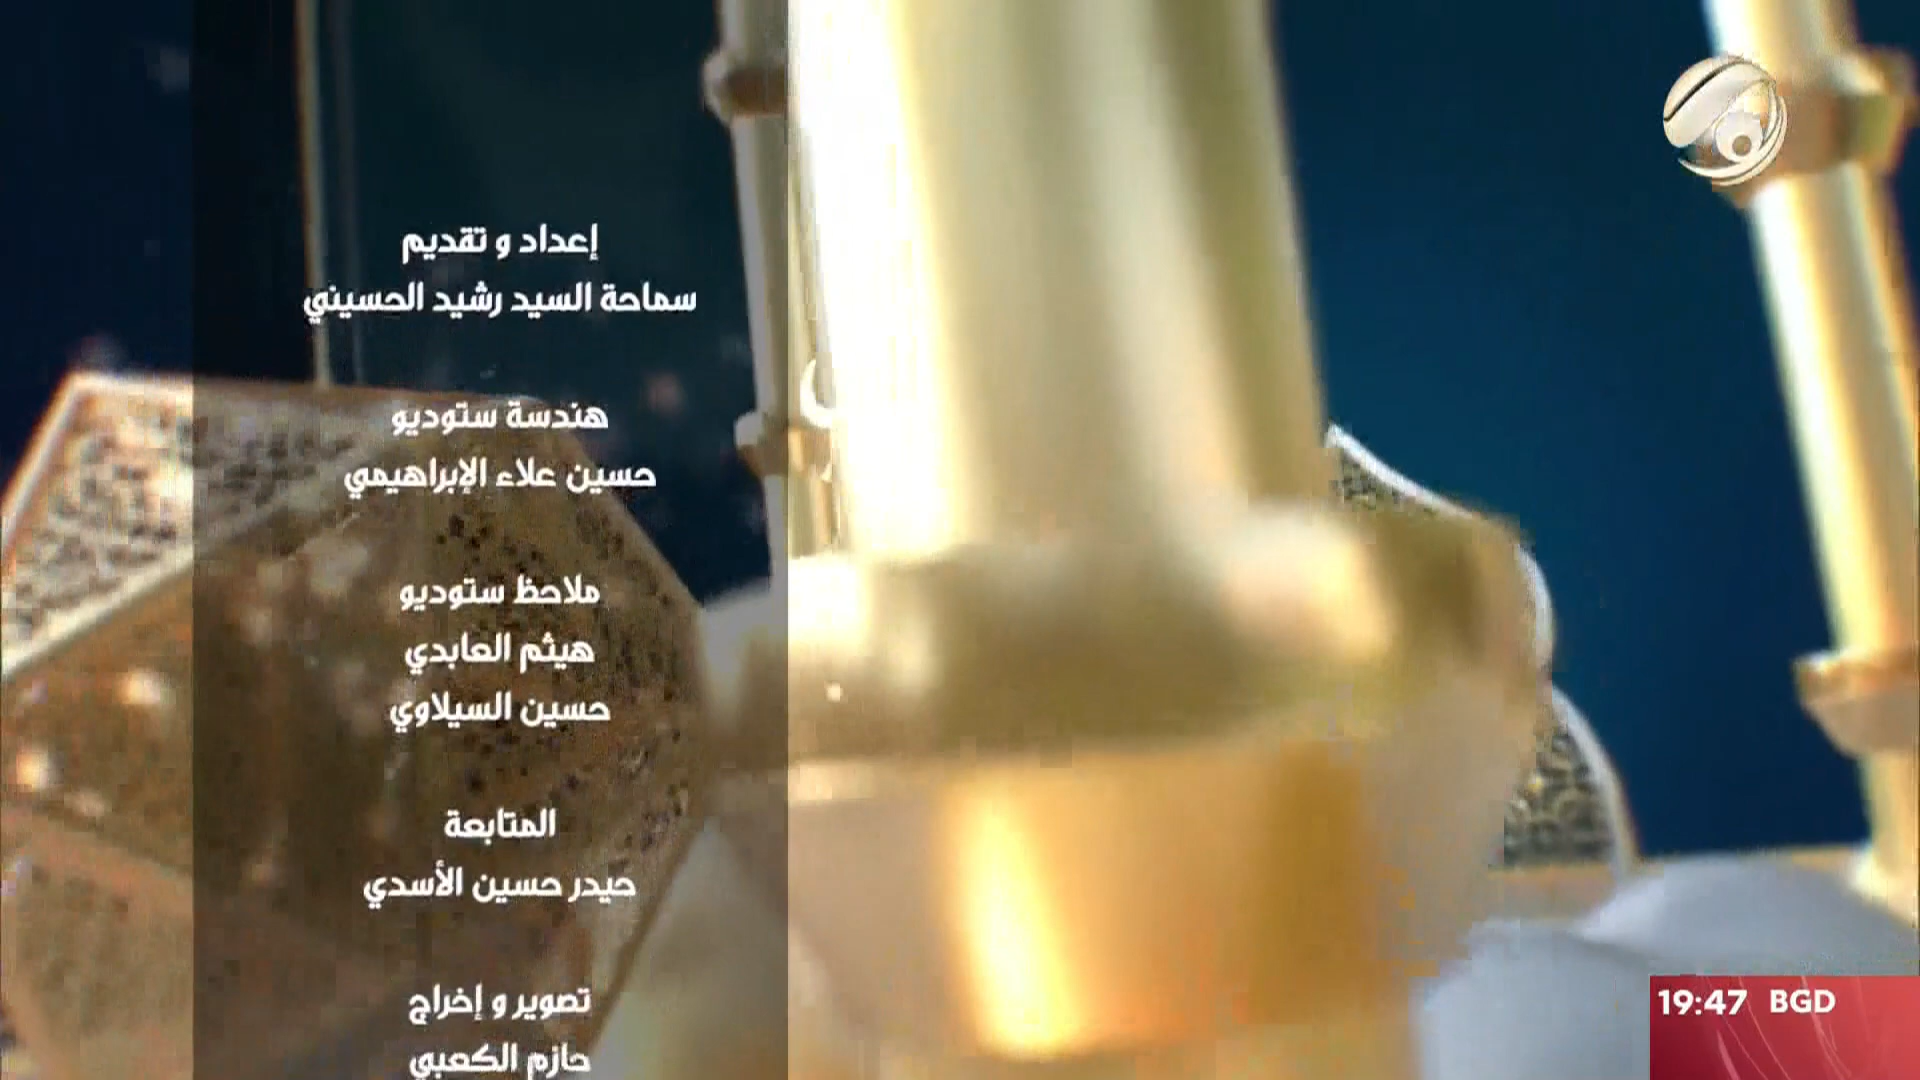 إعداد و تقديم
سماحة السيد رشيد الحسيني
هندسة ستوديو
حسين علاء الإبراهيمي
ملاحظ ستوديو
هيثم العابدي
حسين السيلاوي
المتابعة
حيدر حسين الأسدي
تصوير و إخراج
حازم الكعبي
19:47 BGD